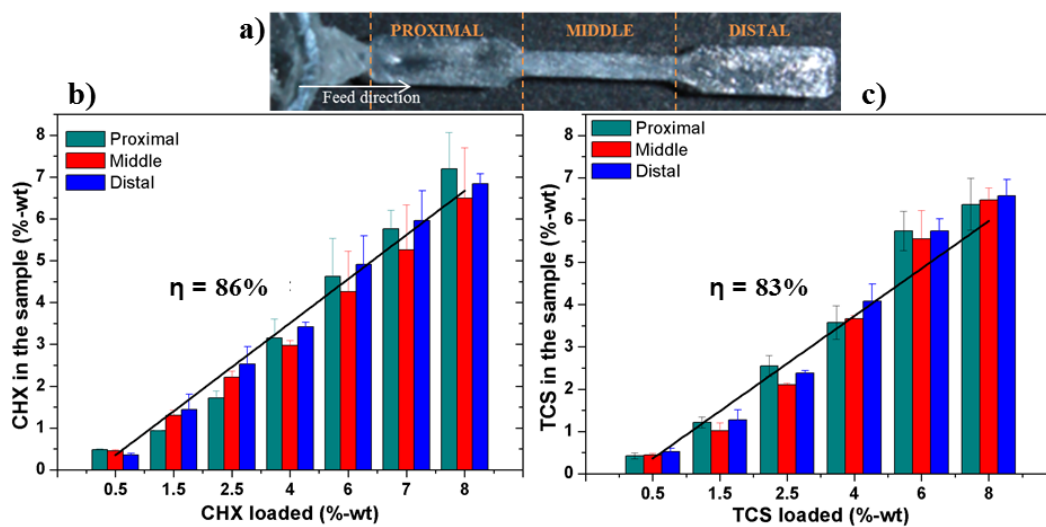 a)
PROXIMAL MIDDLE DISTAL
Feed direction
b)
Proximal
Middle
Distal
η = 86%
CHX in the sample (%-wt)
8
7
6
5
4
3
2
1
0
0.5 1.5 2.5 4 6 7 8
CHX loaded (%-wt)
c)
Proximal
Middle
Distal
η = 83%
TCS in the sample (%-wt)
8
7
6
5
4
3
2
1
0
0.5 1.5 2.5 4 6 8
TCS loaded (%-wt)